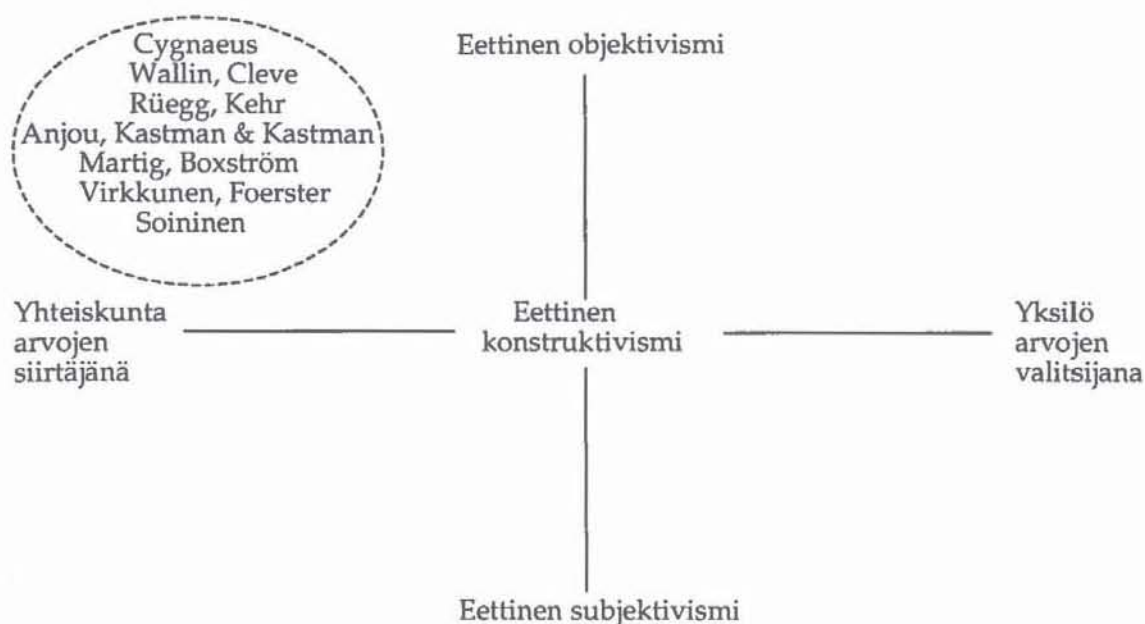 Cygnaeus
Wallin, Cleve
Rüegg, Kehr
Anjou, Kastman & Kastman
Martig, Boxström
Virkkunen, Foerster
Soininen
Eettinen objektivismi
Yhteiskunta
arvojen
siirtäjänä
Eettinen
konstruktivismi
Yksilö
arvojen
valitsijana
Eettinen subjektivismi